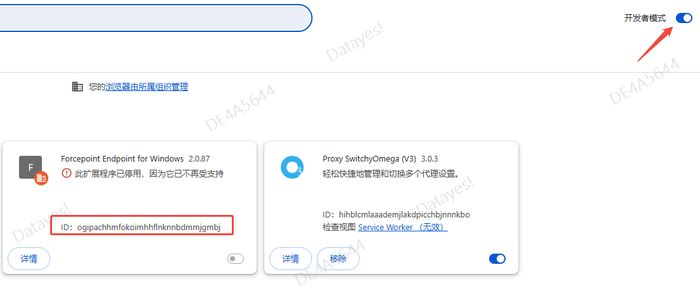 开发者模式
您的浏览器由所属组织管理
Forcepoint Endpoint for Windows 2.0.87
此扩展程序已停用，因为它已不再受支持
ID：ogipachhmfokoimhhflnknnbdmmjgmbj
详情
Proxy SwitchyOmega (V3) 3.0.3
轻松快捷地管理和切换多个代理设置。
ID：hihblcmlaaademjlakdpicchbjnnnkbo
检查视图 Service Worker （无效）
详情
移除
F
Datayes!
DE4A5644
Datayes!
DE4A5644
DE4A5644
Datayes!
DE4A5644